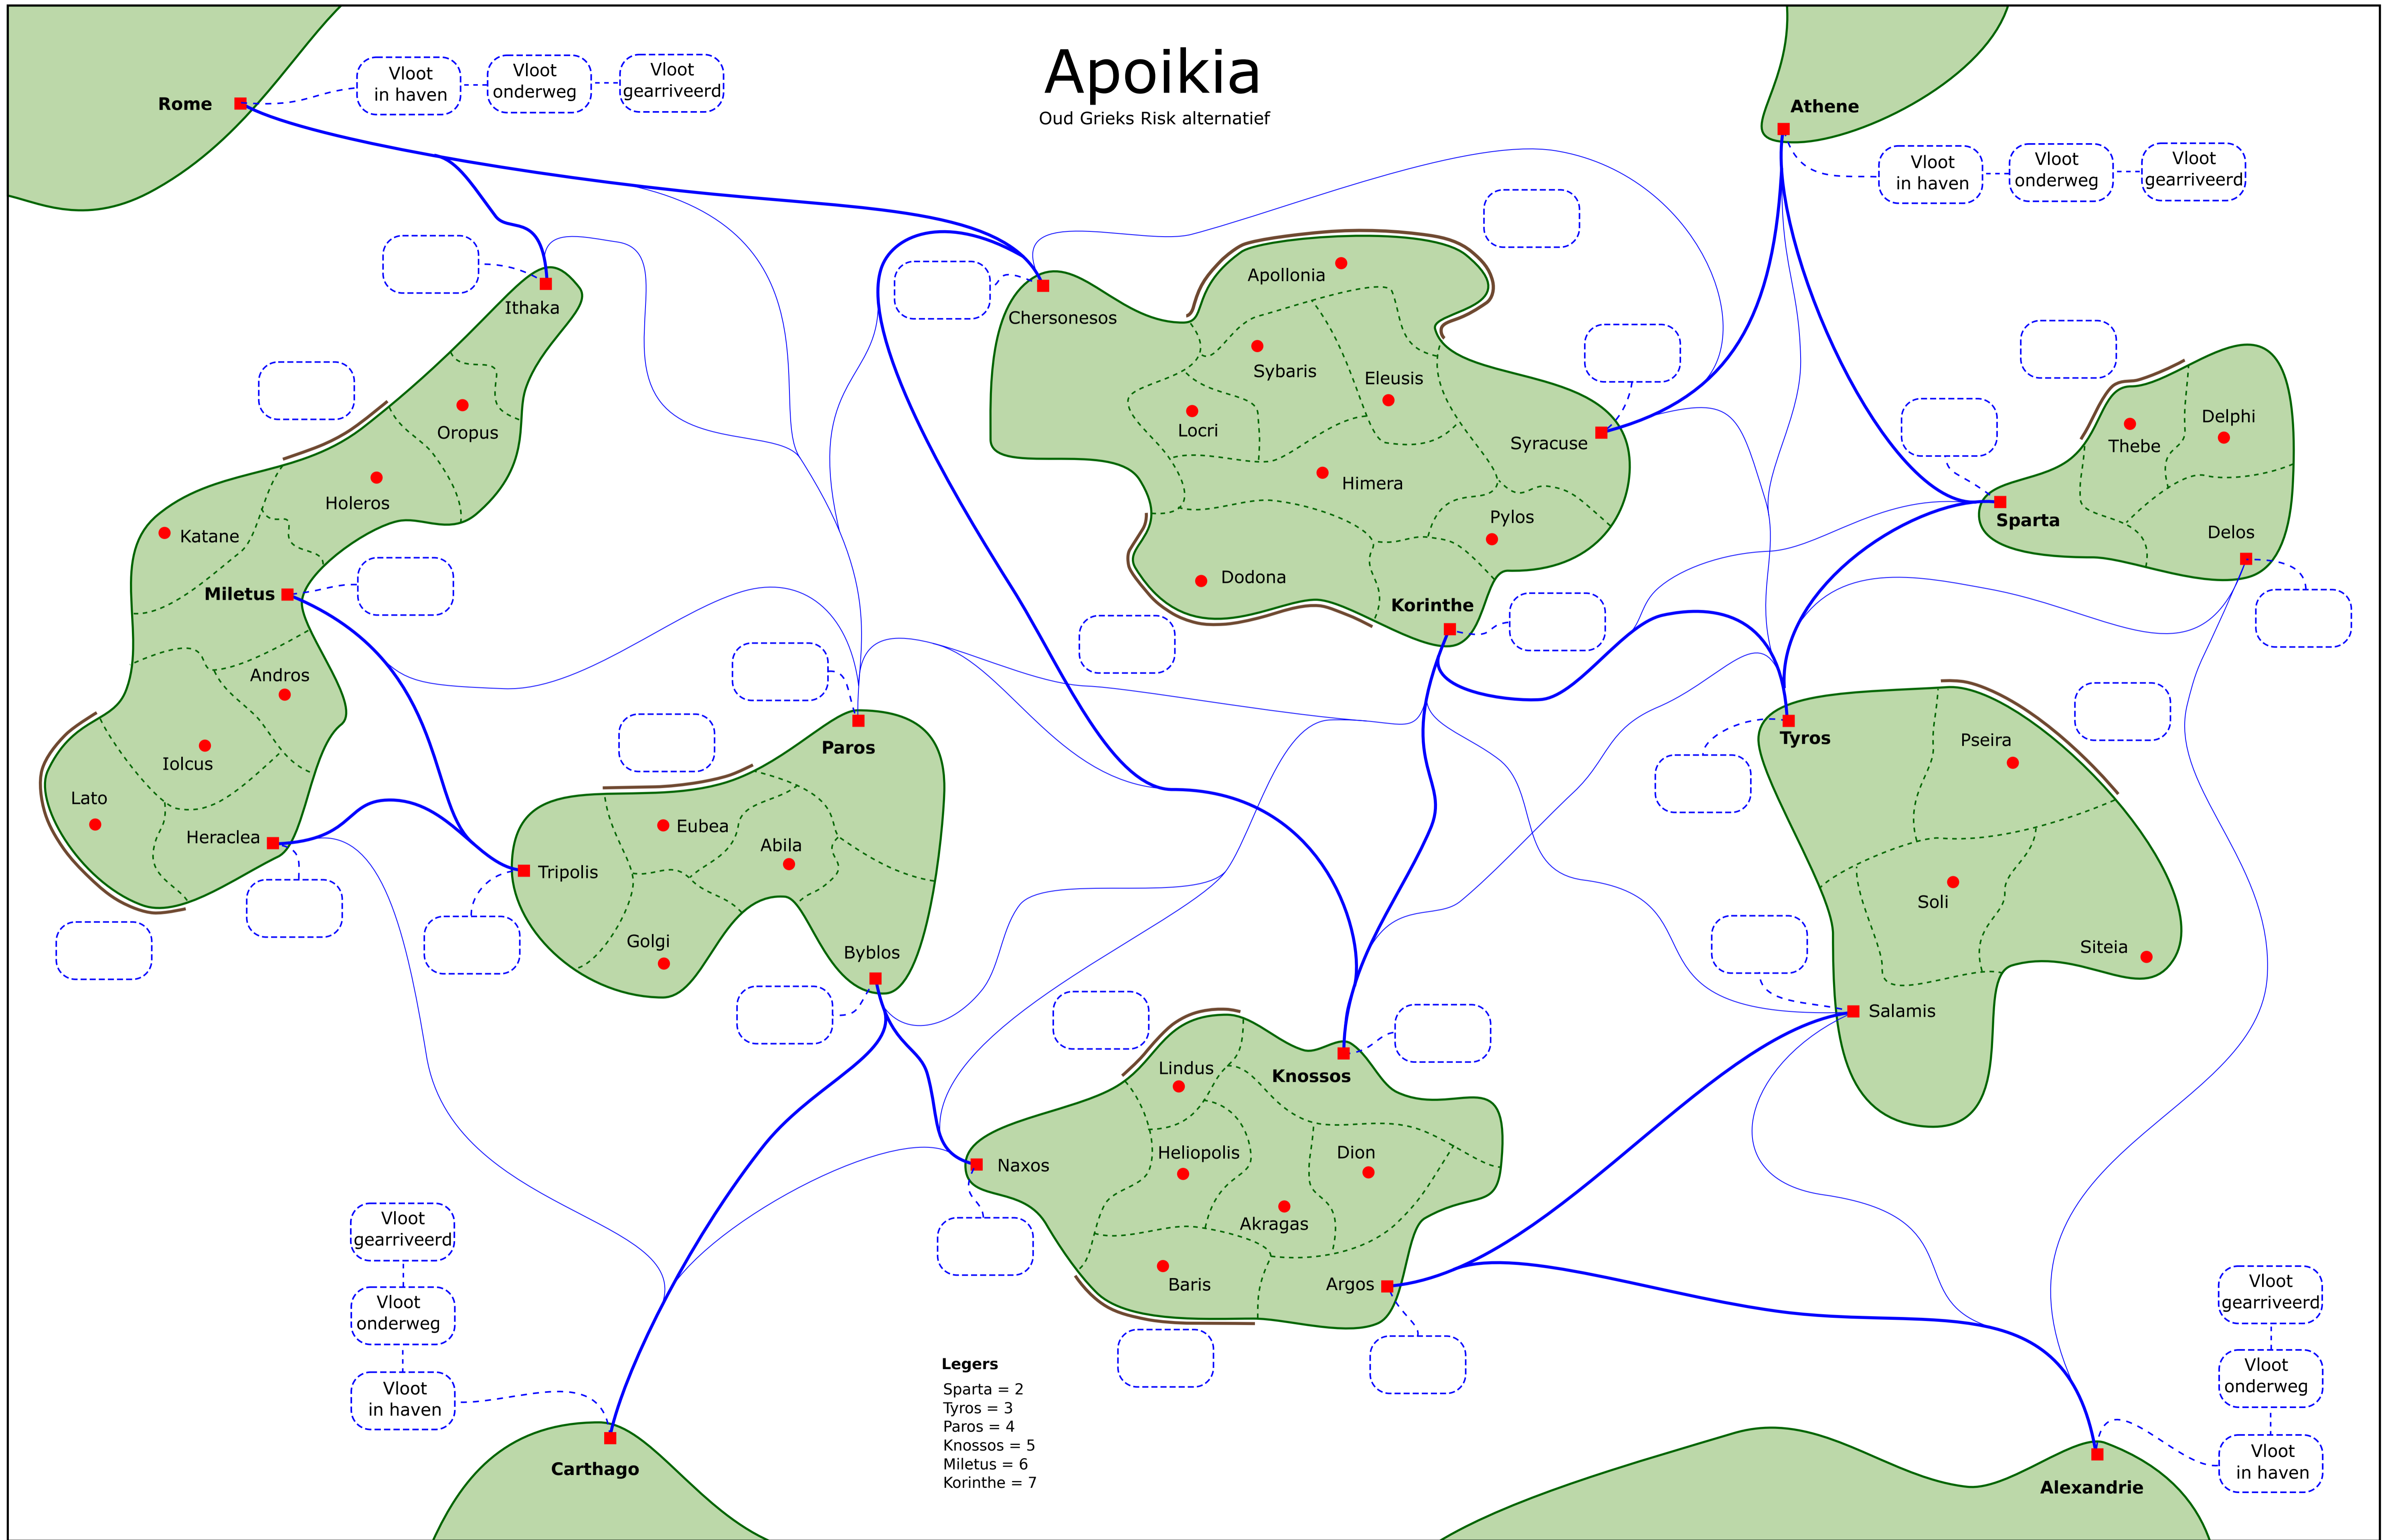 Apoikia
Oud Grieks Risk alternatief
Rome
Vloot
in haven
Vloot
onderweg
Vloot
gearriveerd
Athene
Vloot
in haven
Vloot
onderweg
Vloot
gearriveerd
Ithaka
Oropus
Holeros
Katane
Miletus
Andros
Iolcus
Lato
Heraclea
Chersonesos
Apollonia
Sybaris
Eleusis
Locri
Syracuse
Himera
Pylos
Dodona
Korinthe
Thebe
Delphi
Sparta
Delos
Paros
Eubea
Abila
Tripolis
Golgi
Byblos
Tyros
Pseira
Soli
Siteia
Salamis
Lindus
Knossos
Heliopolis
Dion
Naxos
Akragas
Baris
Argos
Vloot
gearriveerd
Vloot
onderweg
Vloot
in haven
Carthago
Legers
Sparta = 2
Tyros = 3
Paros = 4
Knossos = 5
Miletus = 6
Korinthe = 7
Vloot
gearriveerd
Vloot
onderweg
Vloot
in haven
Alexandrie